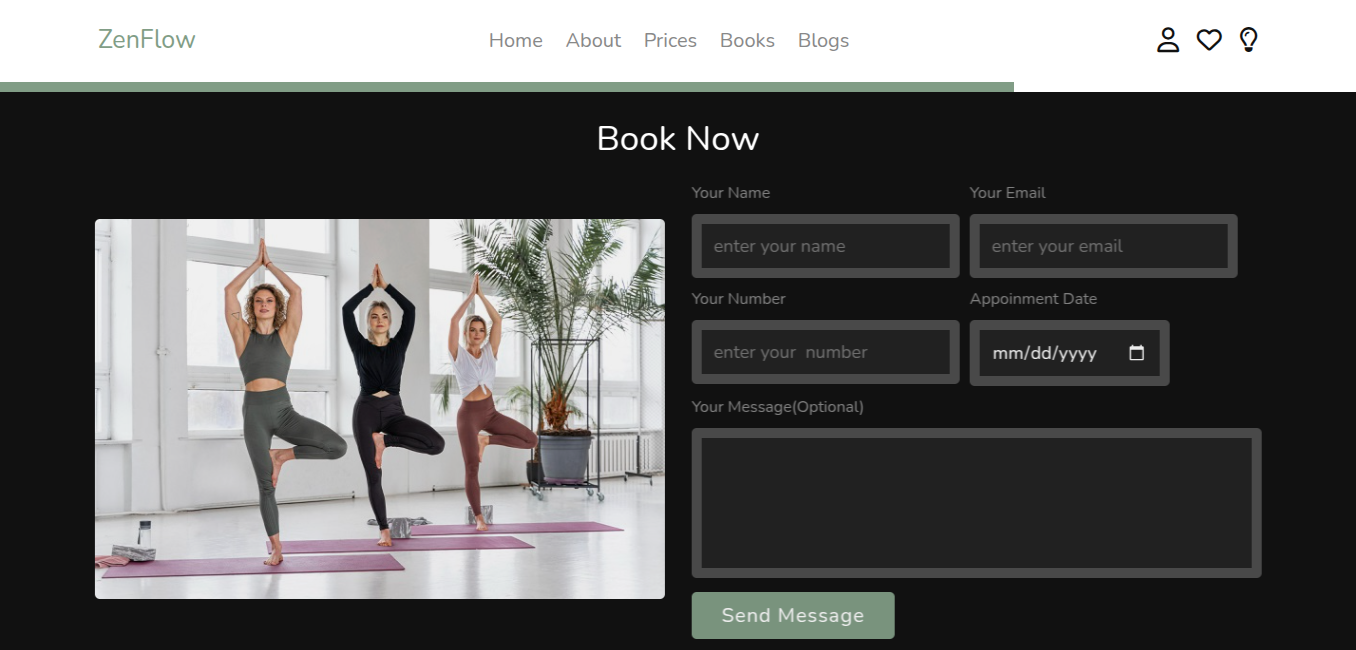 ZenFlow
Home About Prices Books Blogs
Book Now
Your Name
Your Email
enter your name
enter your email
Your Number
Appoinment Date
enter your  number
mm/dd/yyyy
Your Message(Optional)
Send Message